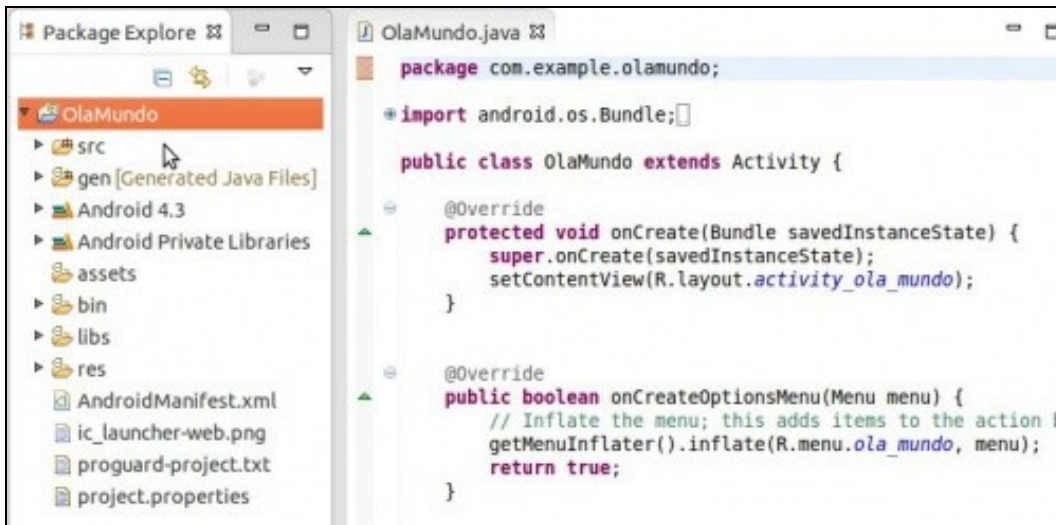 Package Explore
OlaMundo
src
gen [Generated Java Files]
Android 4.3
Android Private Libraries
assets
bin
libs
res
AndroidManifest.xml
ic_launcher-web.png
proguard-project.txt
project.properties
OlaMundo.java
package com.example.olamundo;
import android.os.Bundle;
public class OlaMundo extends Activity {
@Override
protected void onCreate(Bundle savedInstanceState) {
super.onCreate(savedInstanceState);
setContentView(R.layout.activity_ola_mundo);
}
@Override
public boolean onCreateOptionsMenu(Menu menu) {
// Inflate the menu; this adds items to the action
getMenuInflater().inflate(R.menu.ola_mundo, menu);
return true;
}